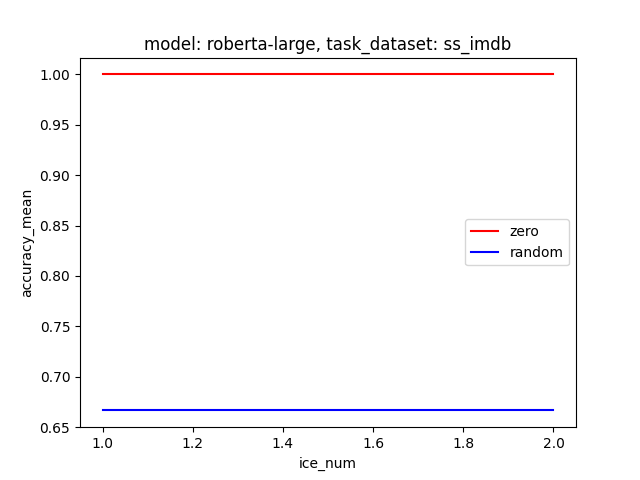 model: roberta-large, task_dataset: ss_imdb
1.00
0.95
0.90
0.85
0.80
0.75
0.70
0.65
accuracy_mean
zero
random
1.0
1.2
1.4
1.6
1.8
2.0
ice_num